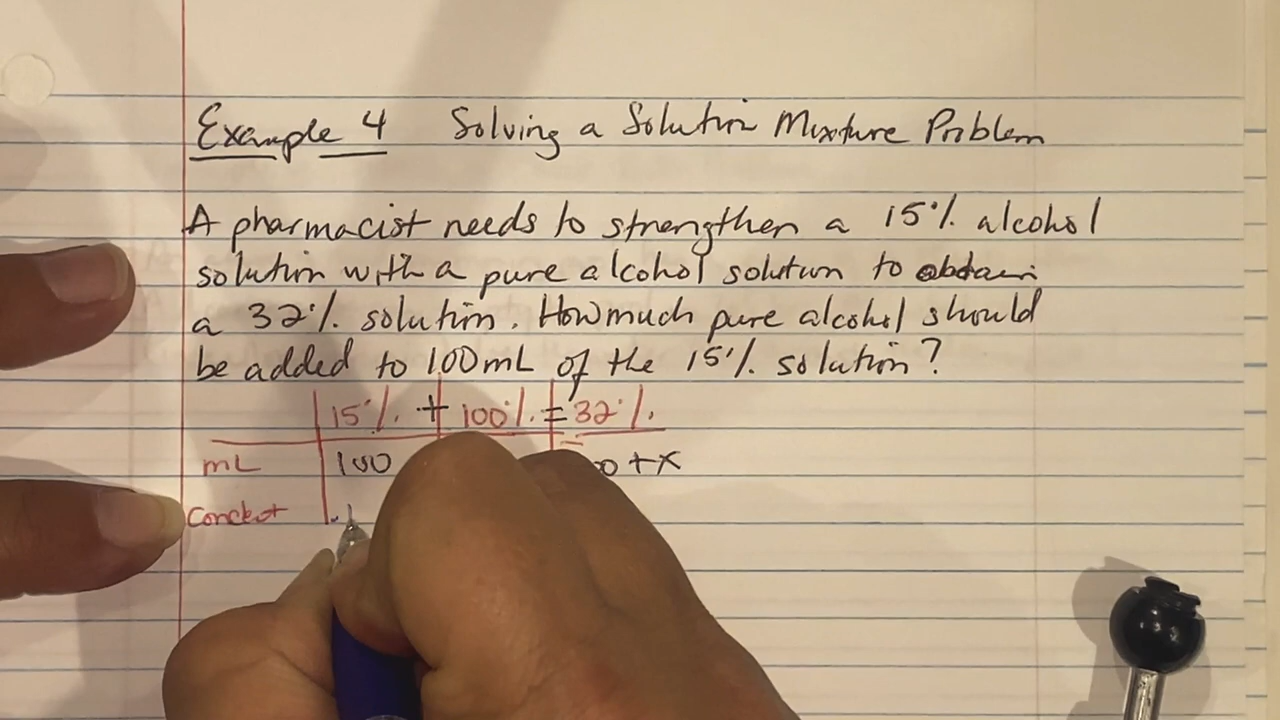 Example 4 Solving a Solution Mixture Problem
A pharmacist needs to strengthen a 15% alcohol
solution with a pure alcohol solution to obtain
a 32% solution. How much pure alcohol should
be added to 100mL of the 15% solution?
15% + 100% = 32%
mL 100 0+x
.1